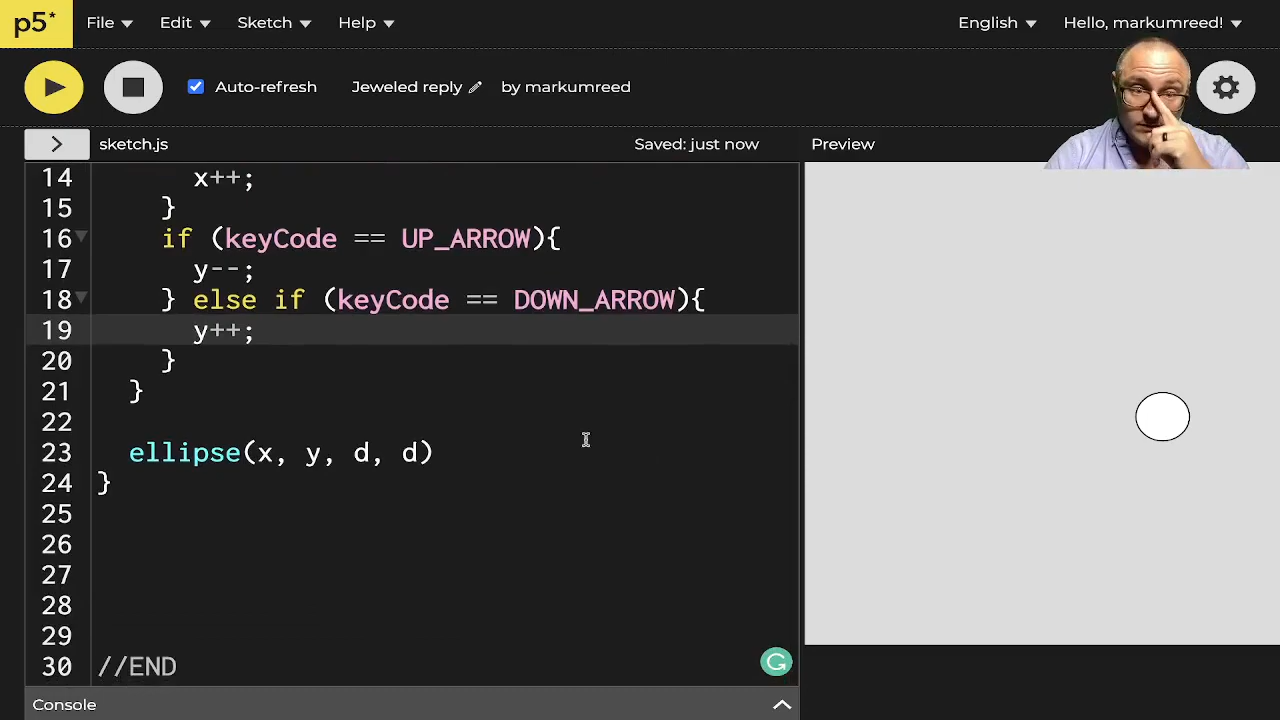 p5* File Edit Sketch Help English Hello, markumreed!
Auto-refresh Jeweled reply by markumreed
> sketch.js Saved: just now Preview
14 x++;
15 }
16 if (keyCode == UP_ARROW){
17 y--;
18 } else if (keyCode == DOWN_ARROW){
19 y++;
20 }
21 }
22
23 ellipse(x, y, d, d)
24 }
25
26
27
28
29
30 //END
Console